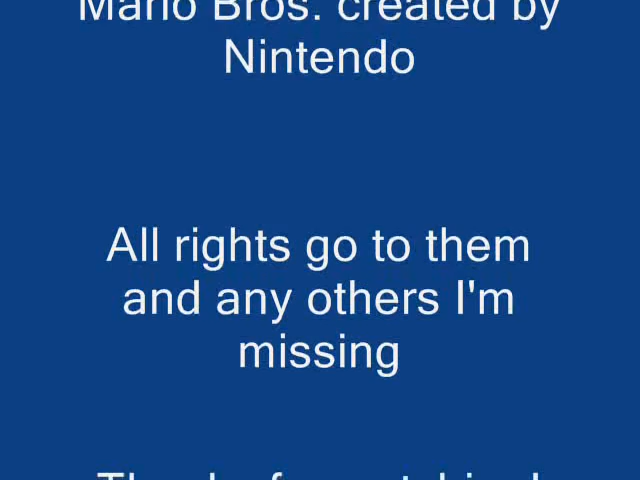 Mario Bros. created by
Nintendo
All rights go to them
and any others I'm
missing